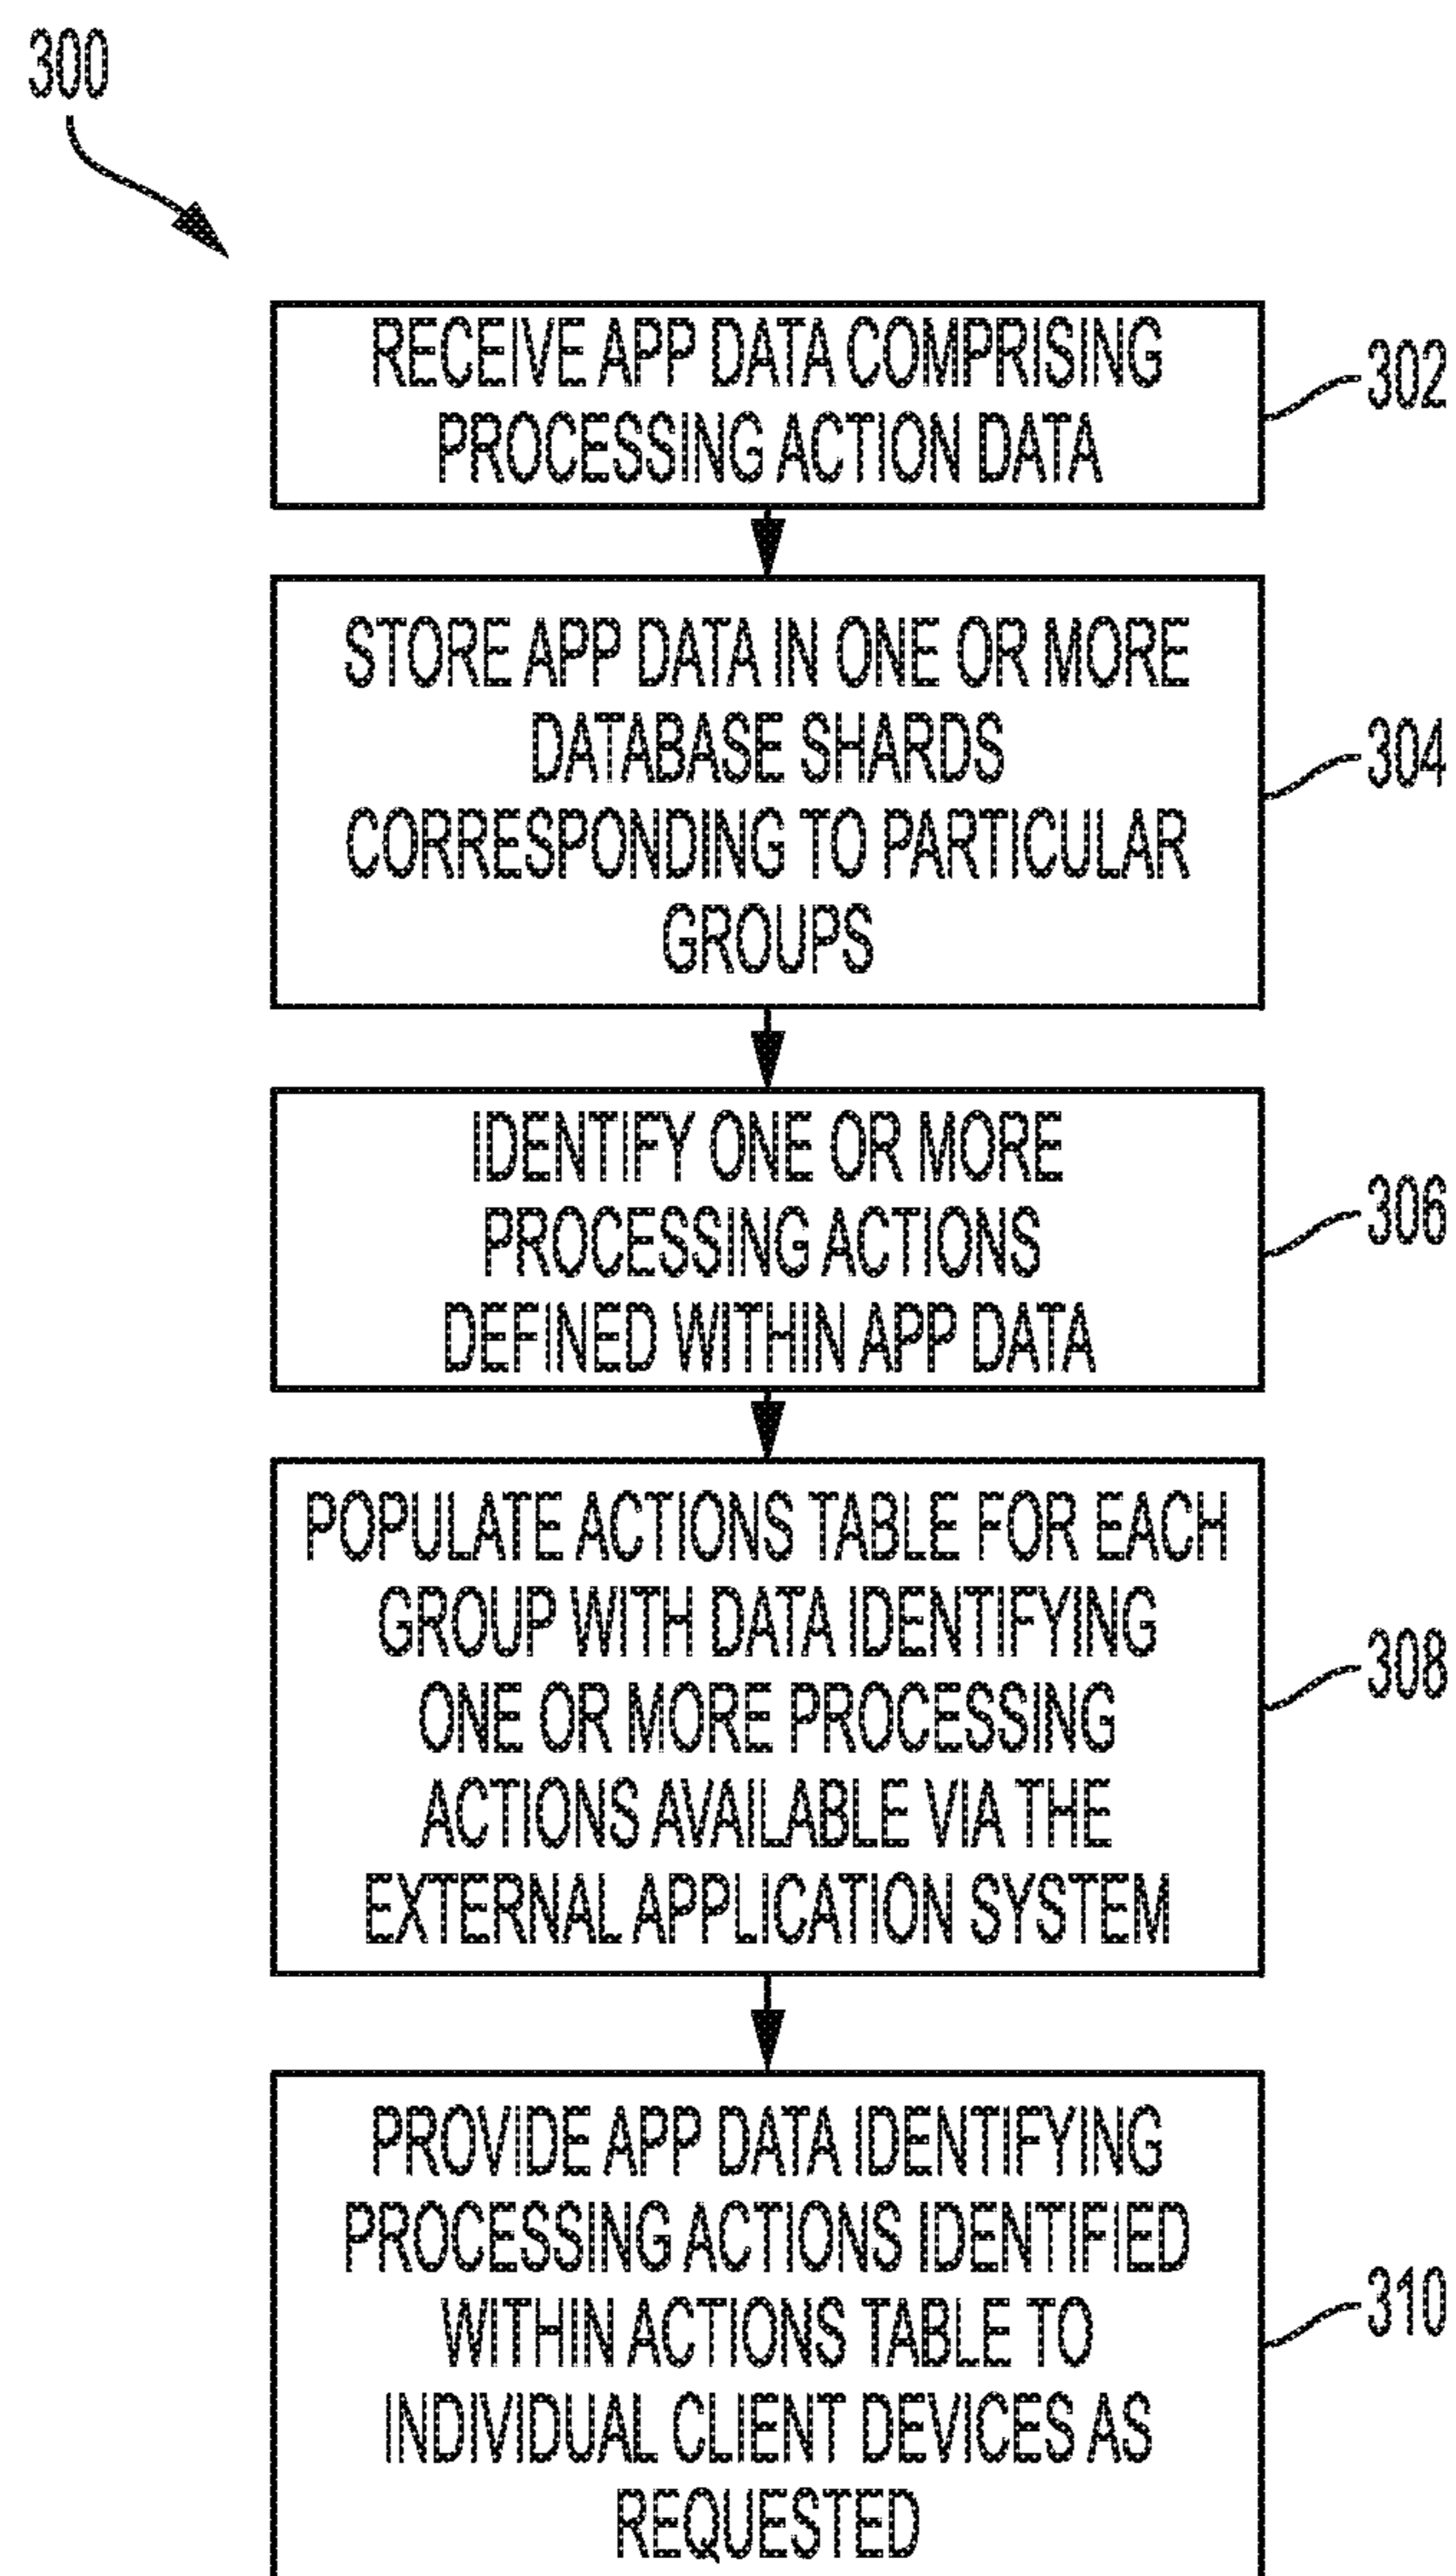 300
RECEIVE APP DATA COMPRISING
PROCESSING ACTION DATA
302
STORE APP DATA IN ONE OR MORE
DATABASE SHARDS
CORRESPONDING TO PARTICULAR
GROUPS
304
IDENTIFY ONE OR MORE
PROCESSING ACTIONS
DEFINED WITHIN APP DATA
306
POPULATE ACTIONS TABLE FOR EACH
GROUP WITH DATA IDENTIFYING
ONE OR MORE PROCESSING
ACTIONS AVAILABLE VIA THE
EXTERNAL APPLICATION SYSTEM
308
PROVIDE APP DATA IDENTIFYING
PROCESSING ACTIONS IDENTIFIED
WITHIN ACTIONS TABLE TO
INDIVIDUAL CLIENT DEVICES AS
REQUESTED
310